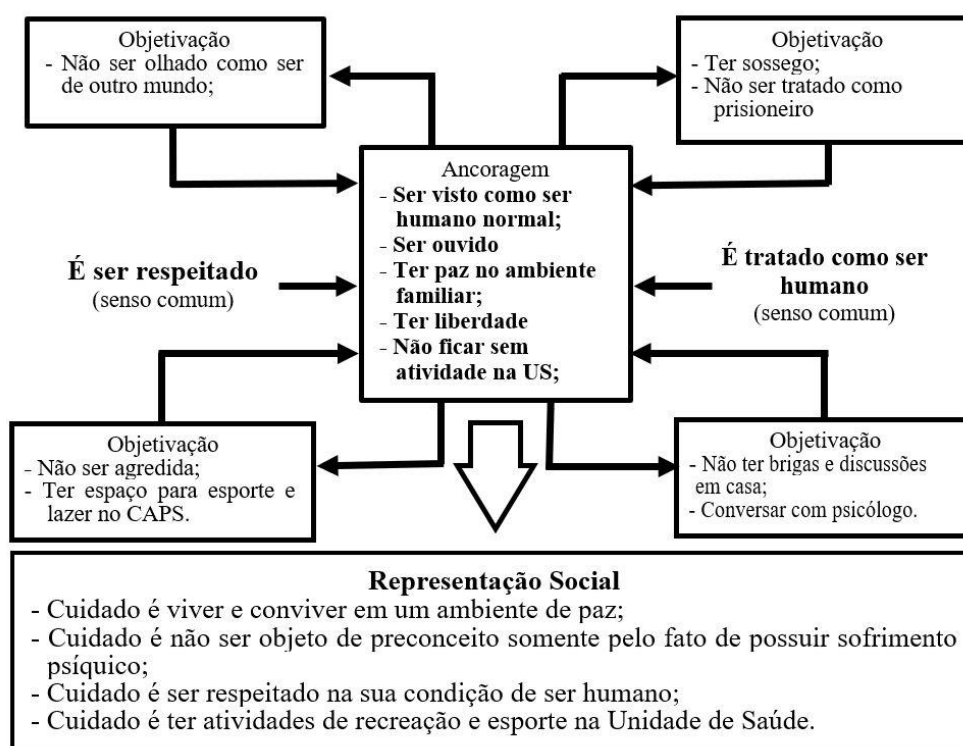 Objetivação
- Não ser olhado como ser
de outro mundo;
Objetivação
- Ter sossego;
- Não ser tratado como
prisioneiro
Ancoragem
- Ser visto como ser
humano normal;
- Ser ouvido
- Ter paz no ambiente
familiar;
- Ter liberdade
- Não ficar sem
atividade na US;
É ser respeitado
(senso comum)
É tratado como ser
humano
(senso comum)
Objetivação
- Não ser agredida;
- Ter espaço para esporte e
lazer no CAPS.
Objetivação
- Não ter brigas e discussões
em casa;
- Conversar com psicólogo.
Representação Social
- Cuidado é viver e conviver em um ambiente de paz;
- Cuidado é não ser objeto de preconceito somente pelo fato de possuir sofrimento
psíquico;
- Cuidado é ser respeitado na sua condição de ser humano;
- Cuidado é ter atividades de recreação e esporte na Unidade de Saúde.